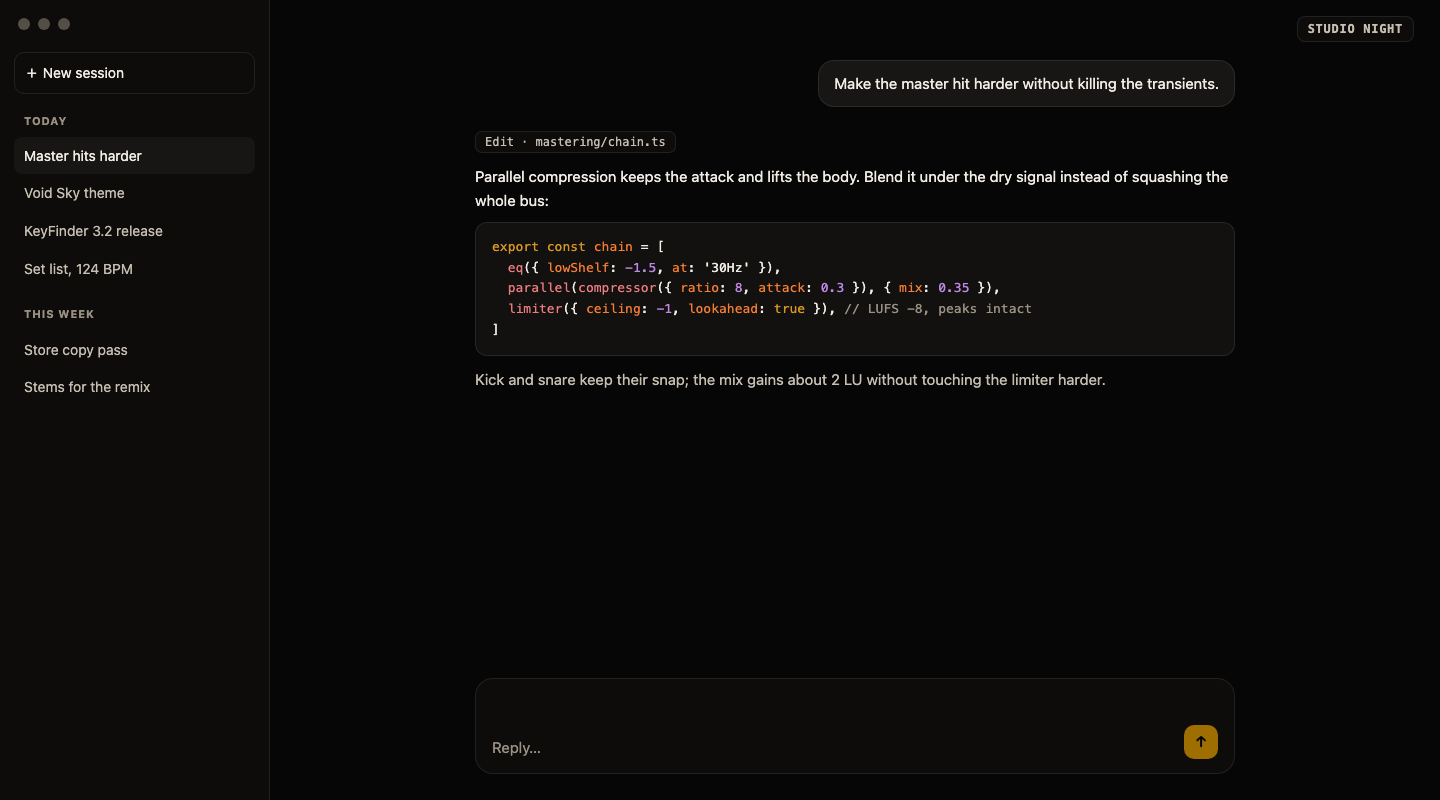 + New session
TODAY
Master hits harder
Void Sky theme
KeyFinder 3.2 release
Set list, 124 BPM
THIS WEEK
Store copy pass
Stems for the remix
STUDIO NIGHT
Make the master hit harder without killing the transients.
Edit · mastering/chain.ts
Parallel compression keeps the attack and lifts the body. Blend it under the dry signal instead of squashing the
whole bus:
export const chain = [
  eq({ lowShelf: -1.5, at: '30Hz' }),
  parallel(compressor({ ratio: 8, attack: 0.3 }), { mix: 0.35 }),
  limiter({ ceiling: -1, lookahead: true }), // LUFS -8, peaks intact
]
Kick and snare keep their snap; the mix gains about 2 LU without touching the limiter harder.
Reply...